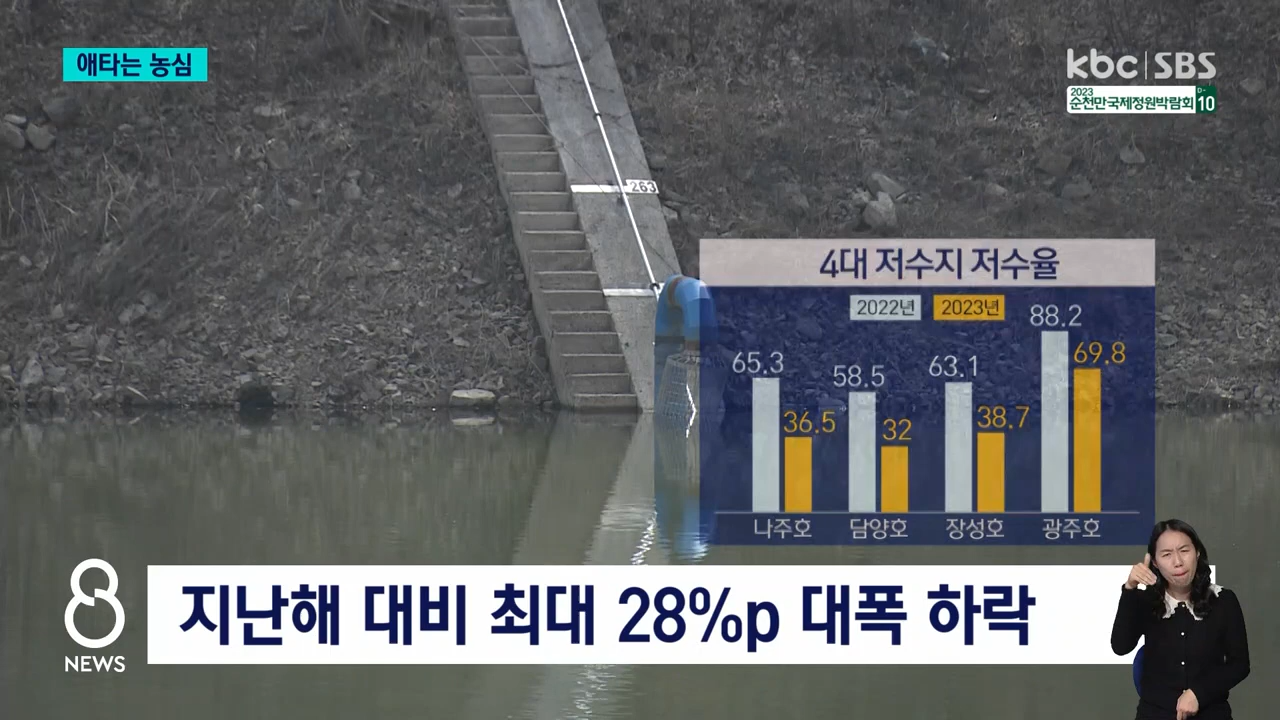 애타는 농심
kbc SBS
2023
순천만국제정원박람회 D-10
263
4대 저수지 저수율
2022년 2023년
65.3 36.5
58.5 32
63.1 38.7
88.2 69.8
나주호 담양호 장성호 광주호
8 NEWS
지난해 대비 최대 28%p 대폭 하락